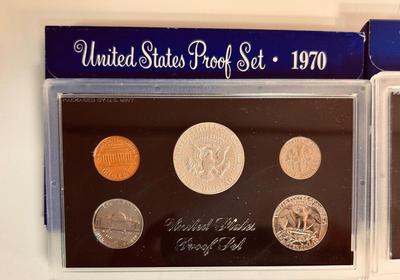 United States Proof Set · 1970
PACKAGED BY U.S. MINT
United States
Proof Set